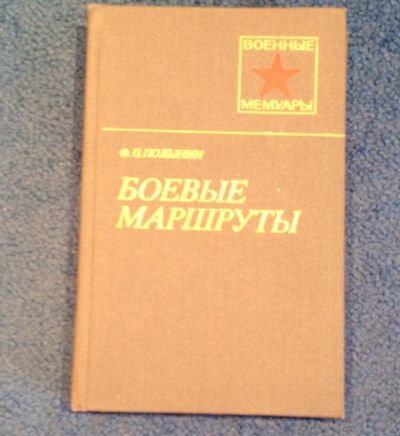 ВОЕННЫЕ
МЕМУАРЫ
Ф.П.ПОЛЫНИН
БОЕВЫЕ
МАРШРУТЫ